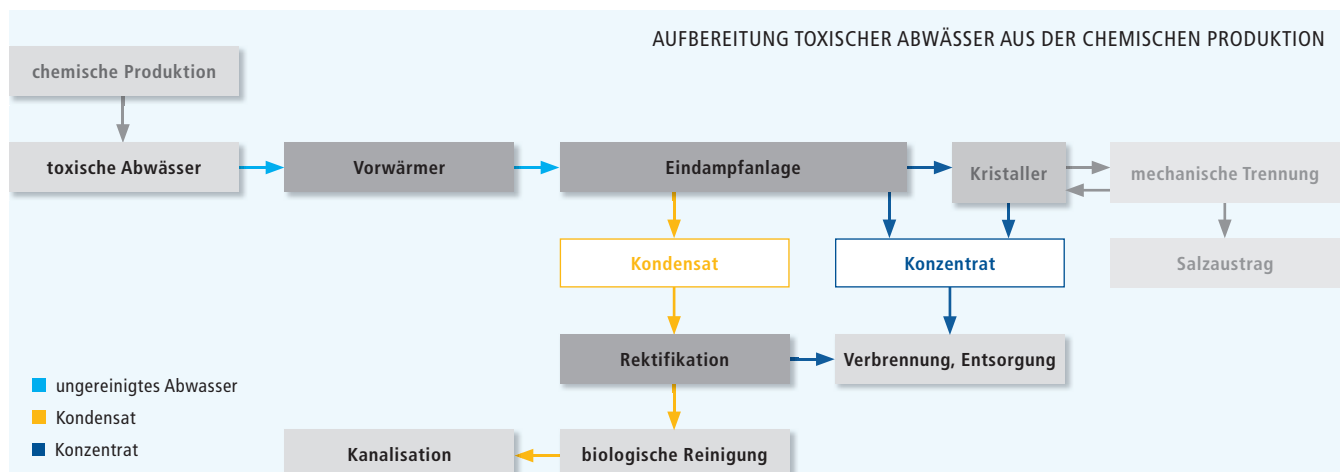 AUFBEREITUNG TOXISCHER ABWÄSSER AUS DER CHEMISCHEN PRODUKTION
chemische Produktion
toxische Abwässer
Vorwärmer
Eindampfanlage
Kristaller
mechanische Trennung
Kondensat
Konzentrat
Salzaustrag
Rektifikation
Verbrennung, Entsorgung
ungereinigtes Abwasser
Kondensat
Konzentrat
Kanalisation
biologische Reinigung